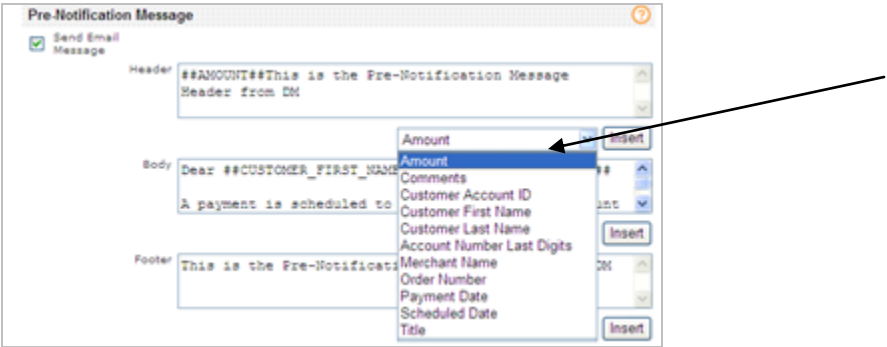 Pre-Notification Message
Send Email
Message
Header
##AMOUNT##This is the Pre-Notification Message
Header from DM
Amount
Insert
Amount
Comments
Customer Account ID
Customer First Name
Customer Last Name
Account Number Last Digits
Merchant Name
Order Number
Payment Date
Scheduled Date
Title
Body
Dear ##CUSTOMER_FIRST_NAME ##
A payment is scheduled to
Insert
Footer
This is the Pre-Notificati DM
Insert